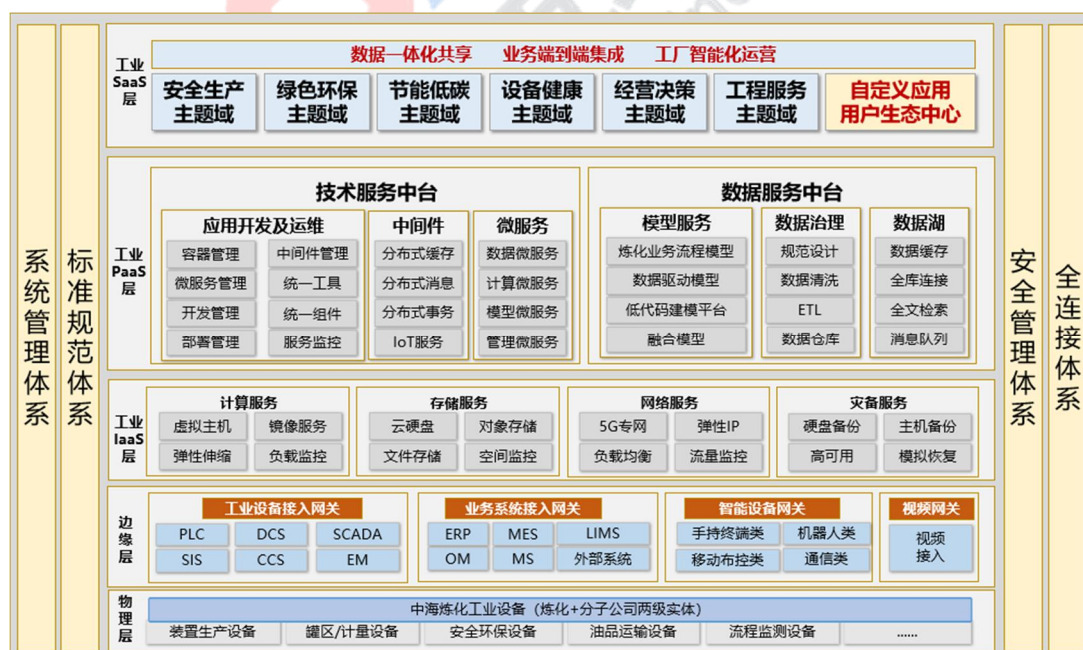 系统管理体系
标准规范体系
工业
SaaS
层
数据一体化共享 业务端到端集成 工厂智能化运营
安全生产
主题域
绿色环保
主题域
节能低碳
主题域
设备健康
主题域
经营决策
主题域
工程服务
主题域
自定义应用
用户生态中心
工业
PaaS
层
技术服务中台
应用开发及运维
容器管理 中间件管理
微服务管理 统一工具
开发管理 统一组件
部署管理 服务监控
中间件
分布式缓存
分布式消息
分布式事务
IoT服务
微服务
数据微服务
计算微服务
模型微服务
管理微服务
数据服务中台
模型服务
炼化业务流程模型
数据驱动模型
低代码建模平台
融合模型
数据治理
规范设计
数据清洗
ETL
数据仓库
数据湖
数据缓存
全库连接
全文检索
消息队列
工业
IaaS
层
计算服务
虚拟主机 镜像服务
弹性伸缩 负载监控
存储服务
云硬盘 对象存储
文件存储 空间监控
网络服务
5G专网 弹性IP
负载均衡 流量监控
灾备服务
硬盘备份 主机备份
高可用 模拟恢复
边
缘
层
工业设备接入网关
PLC DCS SCADA
SIS CCS EM
业务系统接入网关
ERP MES LIMS
OM MS 外部系统
智能设备网关
手持终端类 机器人类
移动布控类 通信类
视频网关
视频
接入
物
理
层
中海炼化工业设备（炼化+分子公司两级实体）
装置生产设备 罐区/计量设备 安全环保设备 油品运输设备 流程监测设备 ......
安全管理体系
全连接体系